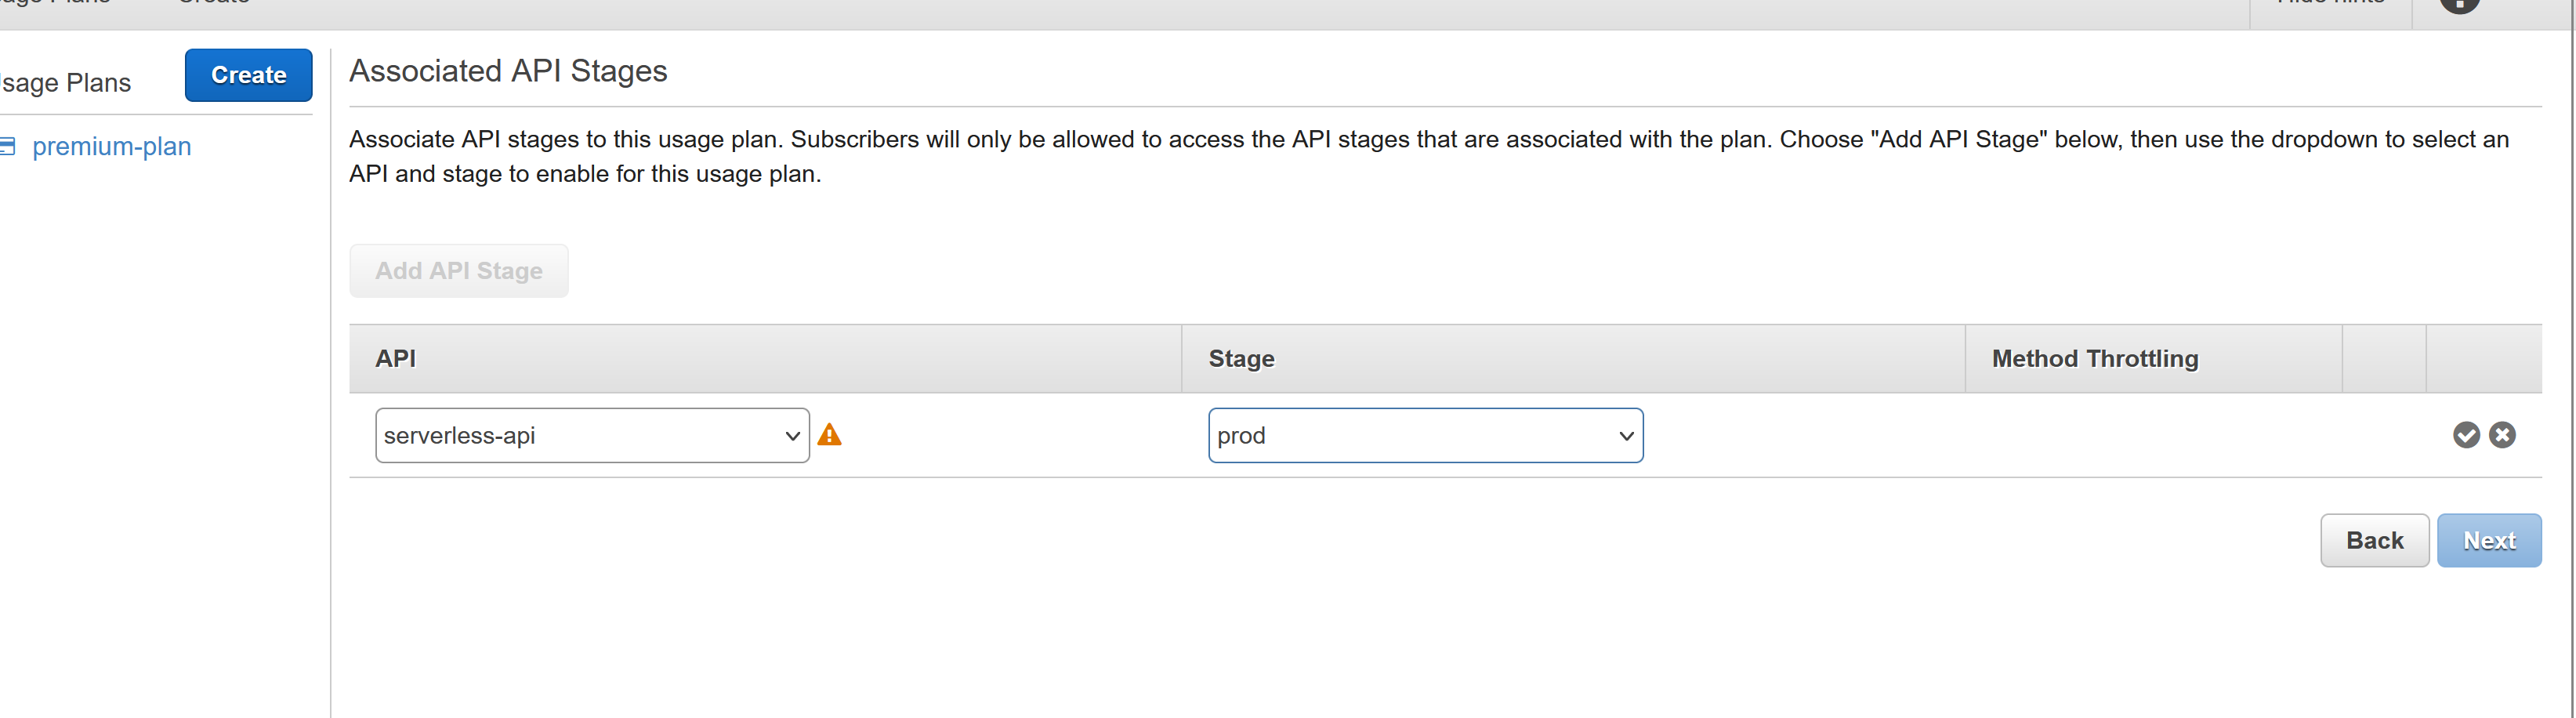 Create
Hide hints
sage Plans
Create
premium-plan
Associated API Stages
Associate API stages to this usage plan. Subscribers will only be allowed to access the API stages that are associated with the plan. Choose "Add API Stage" below, then use the dropdown to select an
API and stage to enable for this usage plan.
Add API Stage
API
Stage
Method Throttling
serverless-api
prod
Back
Next